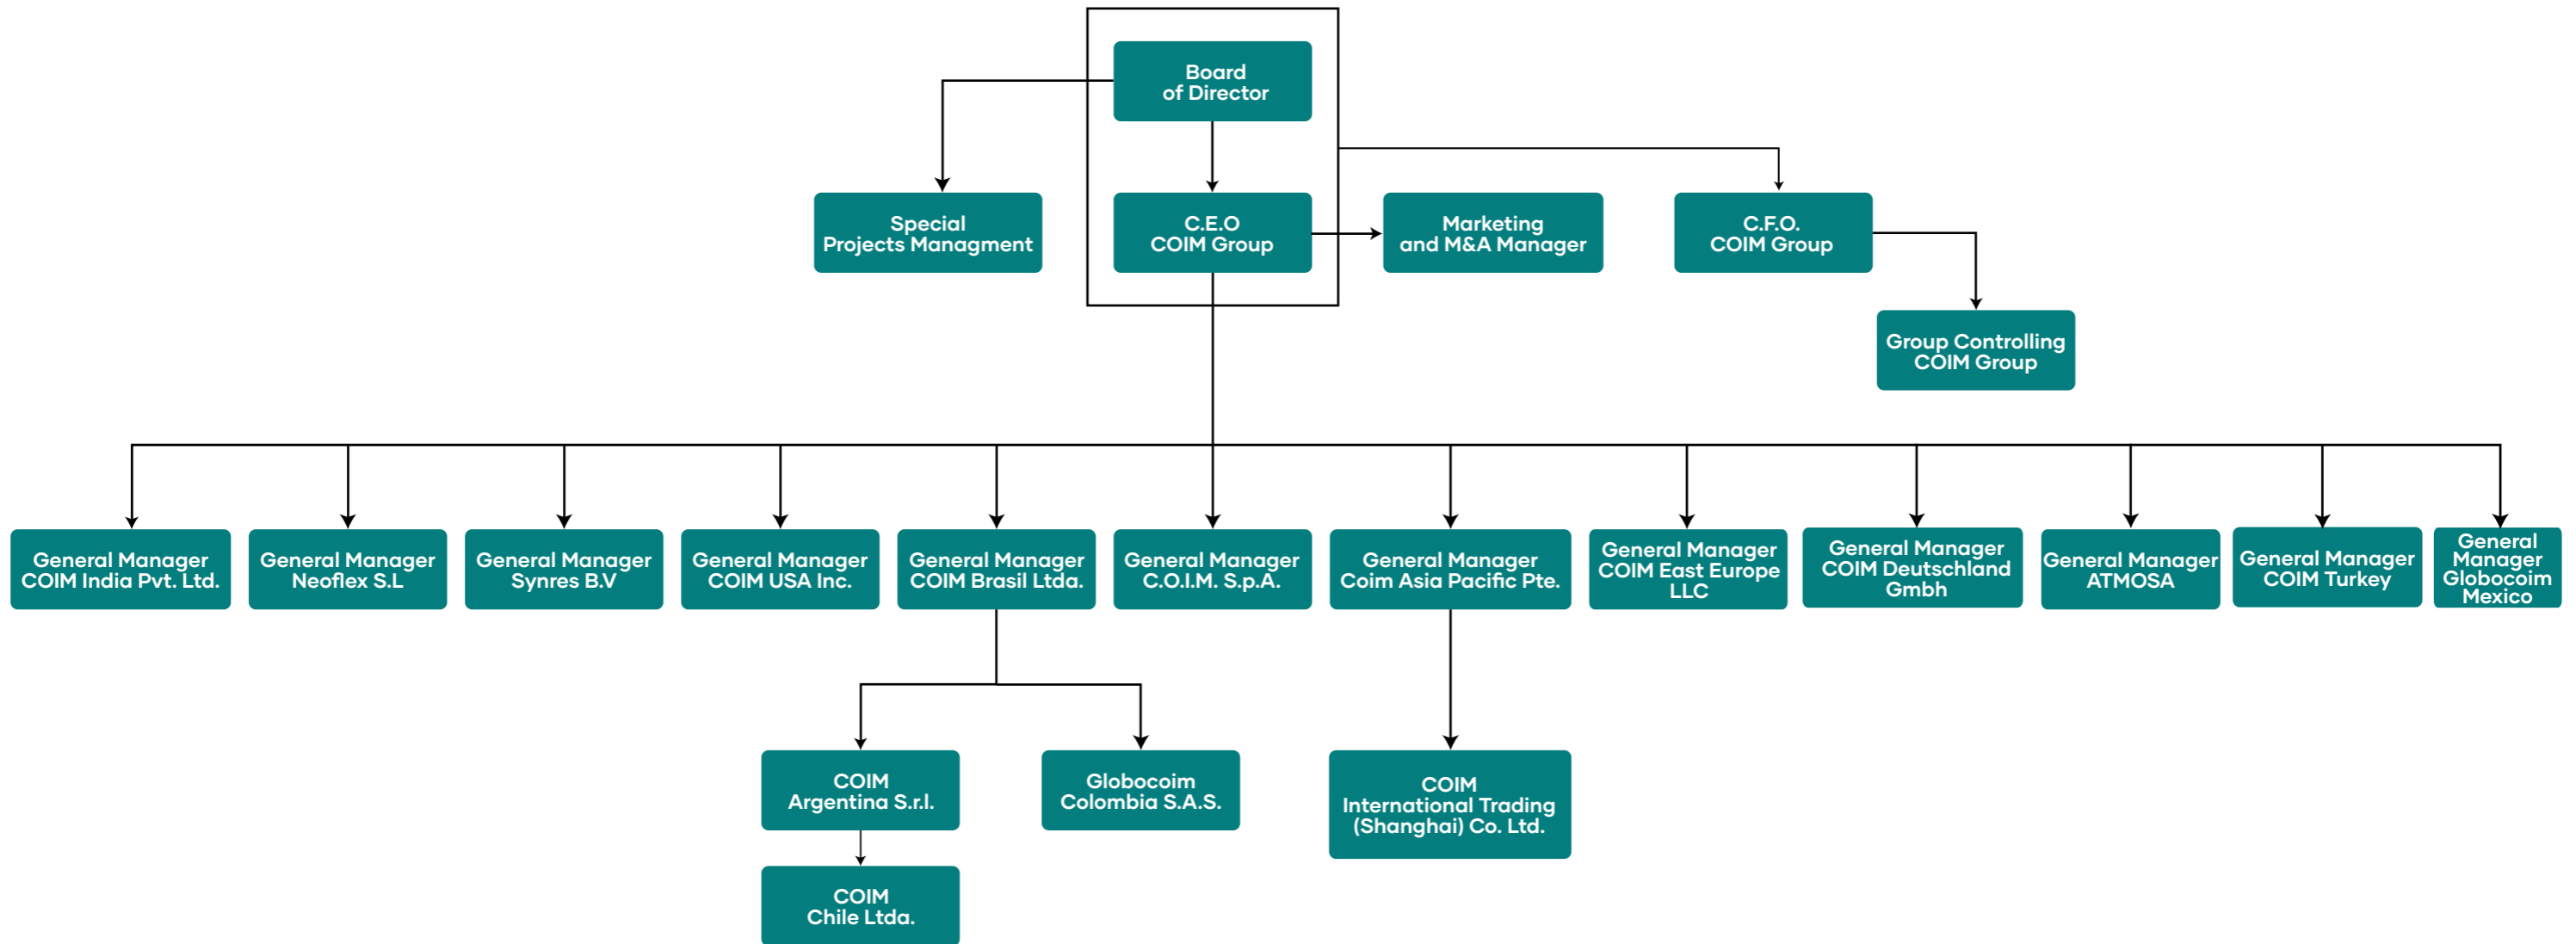 Board
of Director
Special
Projects Managment
C.E.O
COIM Group
Marketing
and M&A Manager
C.F.O.
COIM Group
Group Controlling
COIM Group
General Manager
COIM India Pvt. Ltd.
General Manager
Neoflex S.L
General Manager
Synres B.V
General Manager
COIM USA Inc.
General Manager
COIM Brasil Ltda.
General Manager
C.O.I.M. S.p.A.
General Manager
Coim Asia Pacific Pte.
General Manager
COIM East Europe
LLC
General Manager
COIM Deutschland
Gmbh
General Manager
ATMOSA
General Manager
COIM Turkey
General
Manager
Globocoim
Mexico
COIM
Argentina S.r.l.
Globocoim
Colombia S.A.S.
COIM
International Trading
(Shanghai) Co. Ltd.
COIM
Chile Ltda.